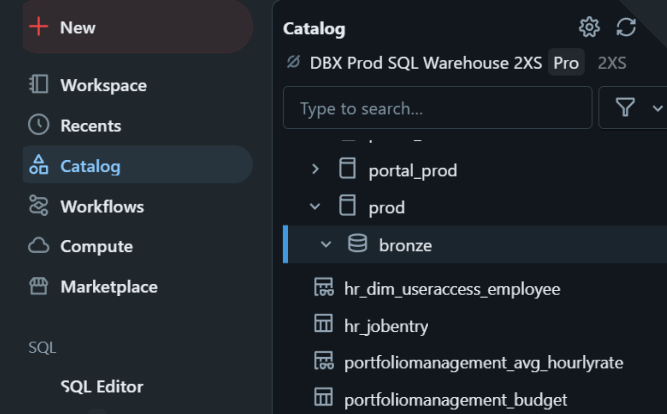 New
Workspace
Recents
Catalog
Workflows
Compute
Marketplace
SQL
SQL Editor
Catalog
DBX Prod SQL Warehouse 2XS Pro 2XS
Type to search...
portal_prod
prod
bronze
hr_dim_useraccess_employee
hr_jobentry
portfoliomanagement_avg_hourlyrate
portfoliomanagement_budget